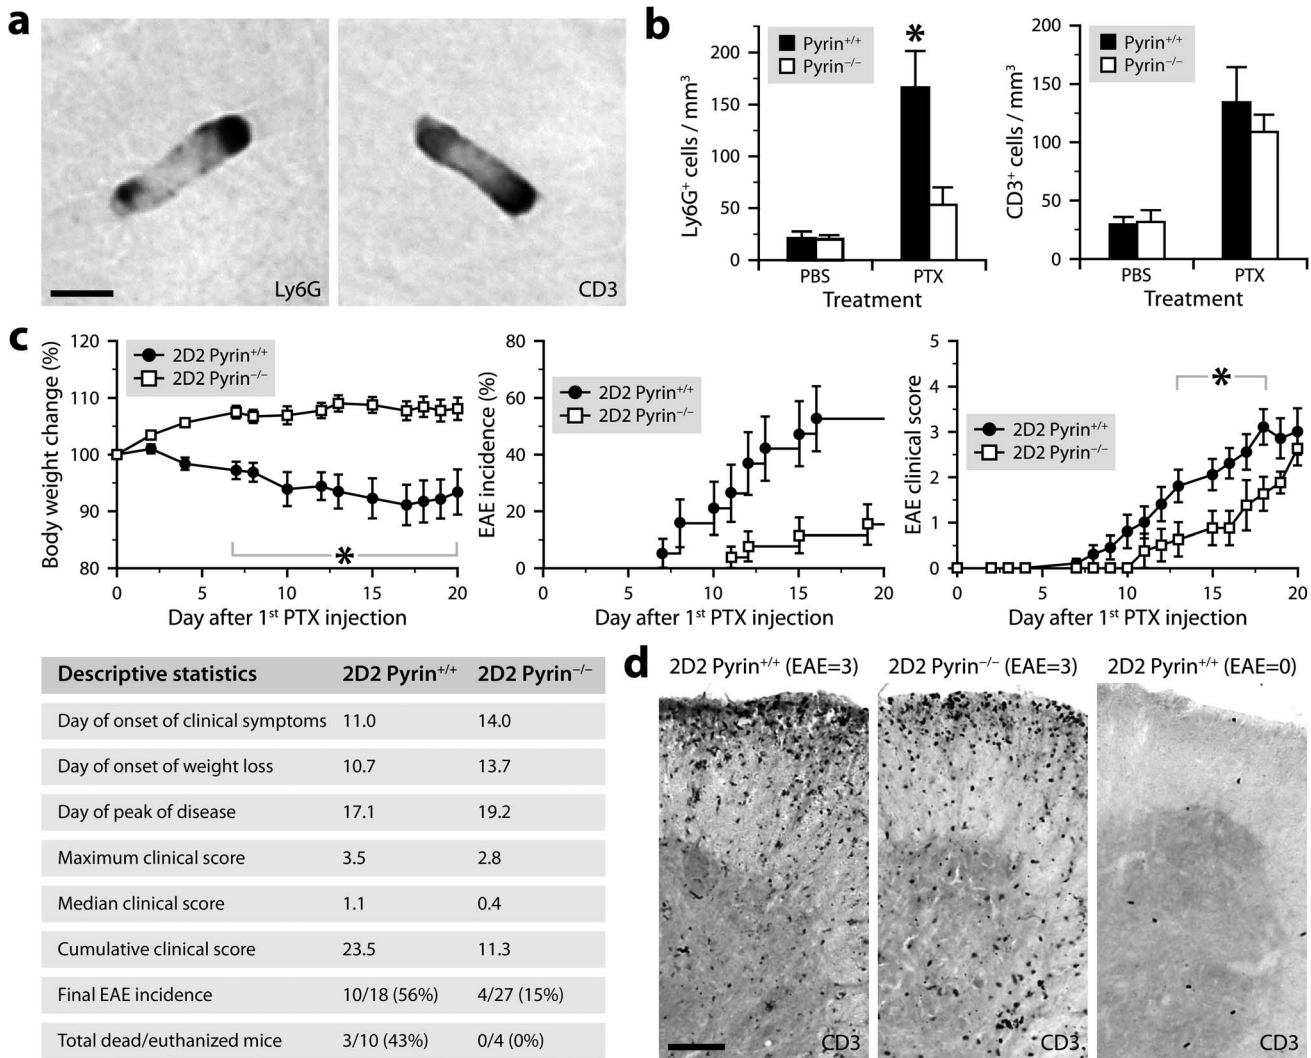 a
Ly6G
CD3
b
Pyrin+/+
Pyrin−/−
*
Ly6G+ cells / mm3
200
150
100
50
0
PBS
PTX
Treatment
Pyrin+/+
Pyrin−/−
CD3+ cells / mm3
200
150
100
50
0
PBS
PTX
Treatment
c
2D2 Pyrin+/+
2D2 Pyrin−/−
Body weight change (%)
120
110
100
90
80
*
0 5 10 15 20
Day after 1st PTX injection
2D2 Pyrin+/+
2D2 Pyrin−/−
EAE incidence (%)
80
60
40
20
0
0 5 10 15 20
Day after 1st PTX injection
*
2D2 Pyrin+/+
2D2 Pyrin−/−
EAE clinical score
5
4
3
2
1
0
0 5 10 15 20
Day after 1st PTX injection
Descriptive statistics 2D2 Pyrin+/+ 2D2 Pyrin−/−
Day of onset of clinical symptoms 11.0 14.0
Day of onset of weight loss 10.7 13.7
Day of peak of disease 17.1 19.2
Maximum clinical score 3.5 2.8
Median clinical score 1.1 0.4
Cumulative clinical score 23.5 11.3
Final EAE incidence 10/18 (56%) 4/27 (15%)
Total dead/euthanized mice 3/10 (43%) 0/4 (0%)
d
2D2 Pyrin+/+ (EAE=3)
CD3
2D2 Pyrin−/− (EAE=3)
CD3
2D2 Pyrin+/+ (EAE=0)
CD3